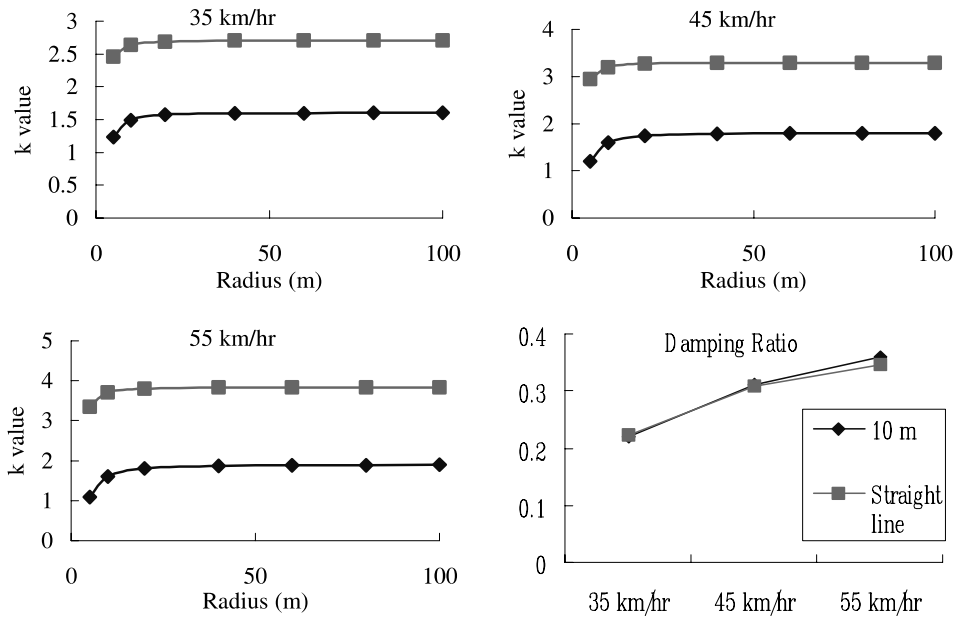 35 km/hr
3
2.5
2
1.5
1
0.5
0
k value
0
50
100
Radius (m)
45 km/hr
4
3
2
1
0
k value
0
50
100
Radius (m)
55 km/hr
5
4
3
2
1
0
k value
0
50
100
Radius (m)
Damping Ratio
0.4
0.3
0.2
0.1
0
10 m
Straight
line
35 km/hr
45 km/hr
55 km/hr